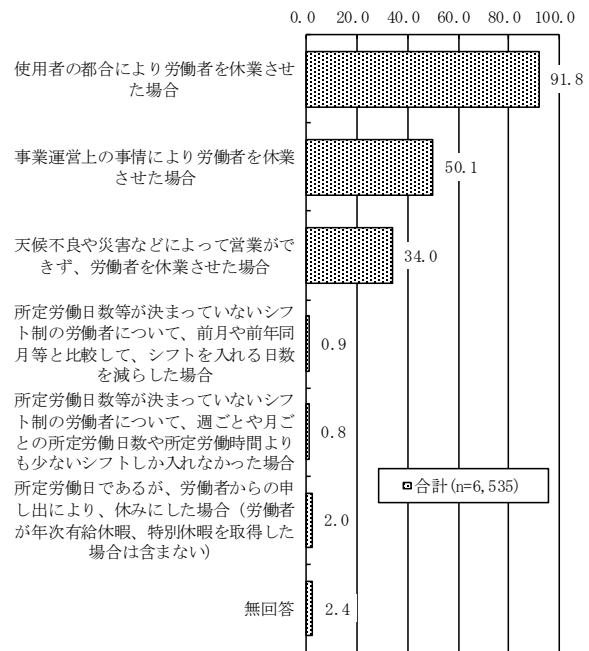 0.0 20.0 40.0 60.0 80.0 100.0
使用者の都合により労働者を休業させ
た場合
91.8
事業運営上の事情により労働者を休業
させた場合
50.1
天候不良や災害などによって営業がで
きず、労働者を休業させた場合
34.0
所定労働日数等が決まっていないシフ
ト制の労働者について、前月や前年同
月等と比較して、シフトを入れる日数
を減らした場合
0.9
所定労働日数等が決まっていないシフ
ト制の労働者について、週ごとや月ご
との所定労働日数や所定労働時間より
も少ないシフトしか入れなかった場合
0.8
合計(n=6,535)
所定労働日であるが、労働者からの申
し出により、休みにした場合（労働者
が年次有給休暇、特別休暇を取得した
場合は含まない）
2.0
無回答
2.4